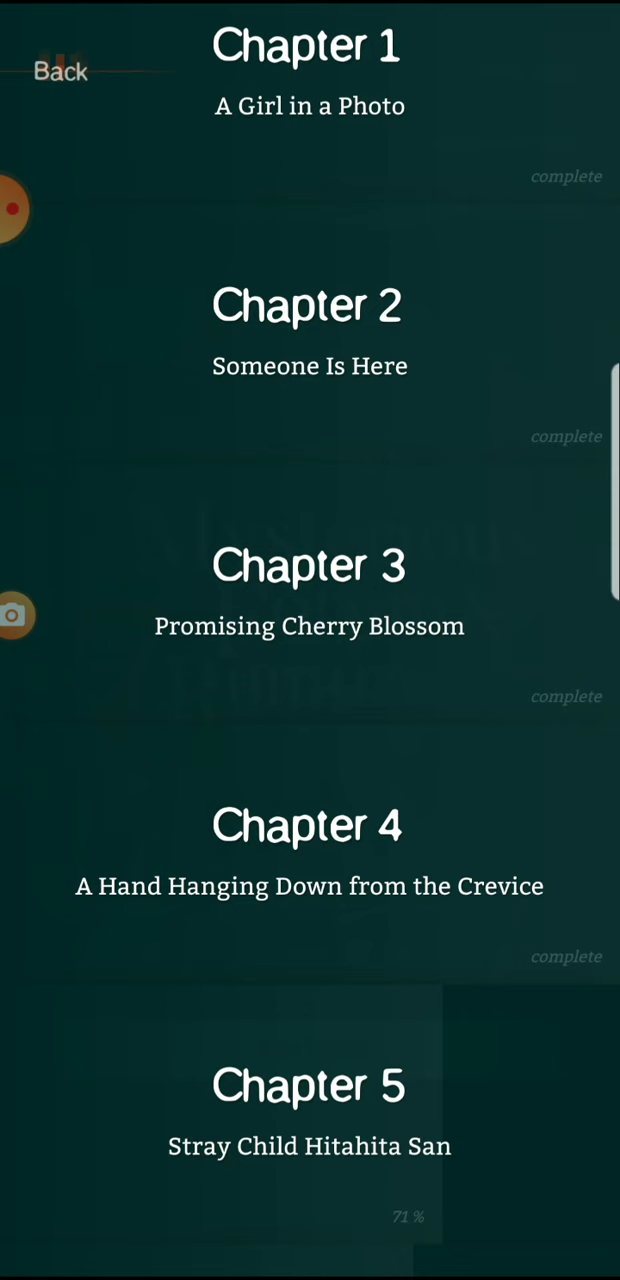 Chapter 1
Back
A Girl in a Photo
complete
Chapter 2
Someone Is Here
complete
Chapter 3
Promising Cherry Blossom
complete
Chapter 4
A Hand Hanging Down from the Crevice
complete
Chapter 5
Stray Child Hitahita San
71 %